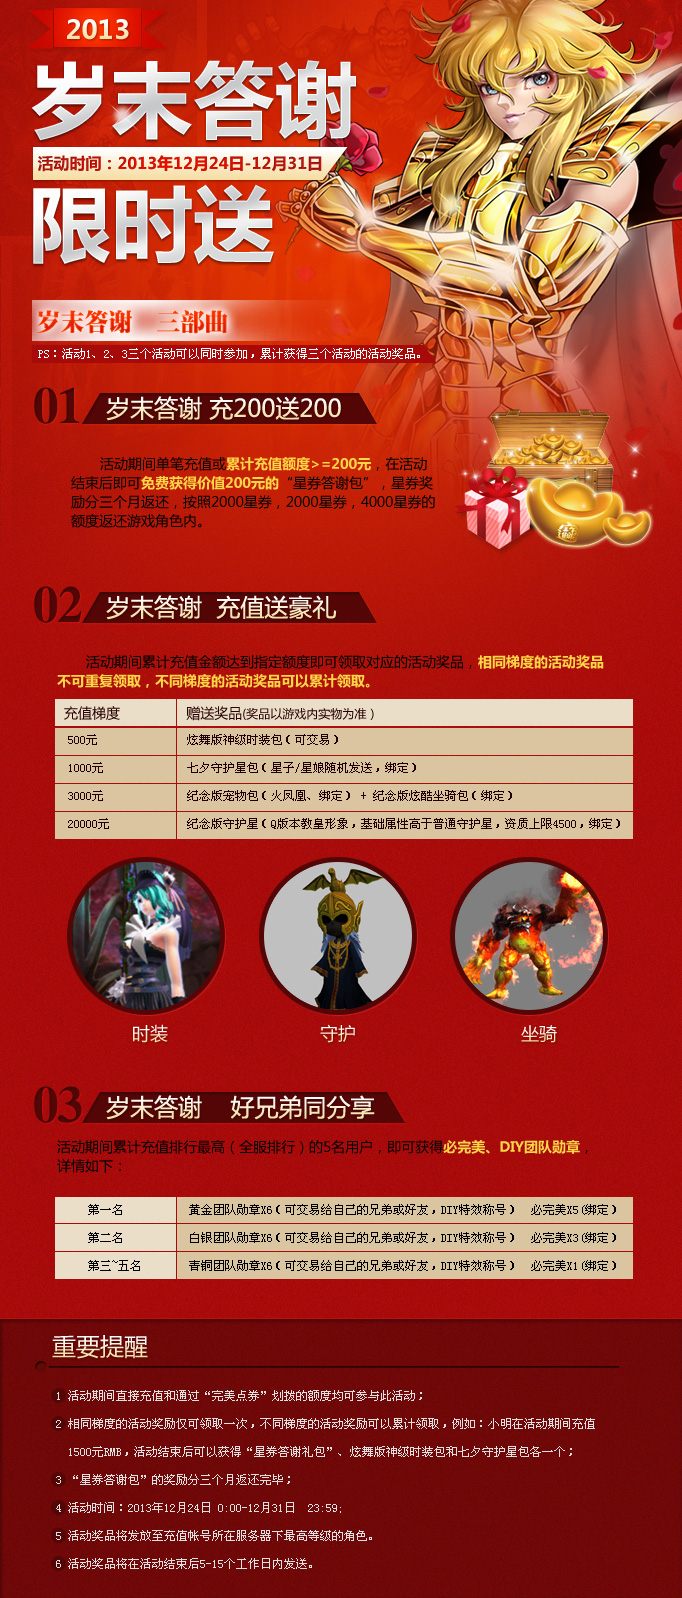 2013
岁末答谢
活动时间：2013年12月24日-12月31日
限时送
岁末答谢 三部曲
PS：活动1、2、3三个活动可以同时参加，累计获得三个活动的活动奖品。
01 岁末答谢 充200送200
活动期间单笔充值或累计充值额度>=200元，在活动
结束后即可免费获得价值200元的“星券答谢包”，星券奖
励分三个月返还，按照2000星券，2000星券，4000星券的
额度返还游戏角色内。
02 岁末答谢 充值送豪礼
活动期间累计充值金额达到指定额度即可领取对应的活动奖品，相同梯度的活动奖品
不可重复领取，不同梯度的活动奖品可以累计领取。
充值梯度 赠送奖品(奖品以游戏内实物为准）
500元 炫舞版神级时装包（可交易）
1000元 七夕守护星包（星子/星娘随机发送，绑定）
3000元 纪念版宠物包（火凤凰、绑定） + 纪念版炫酷坐骑包（绑定）
20000元 纪念版守护星（Q版本教皇形象，基础属性高于普通守护星，资质上限4500，绑定）
时装 守护 坐骑
03 岁末答谢 好兄弟同分享
活动期间累计充值排行最高（全服排行）的5名用户，即可获得必完美、DIY团队勋章，
详情如下：
第一名 黄金团队勋章X6（可交易给自己的兄弟或好友，DIY特效称号） 必完美X5(绑定）
第二名 白银团队勋章X6（可交易给自己的兄弟或好友，DIY特效称号） 必完美X3(绑定）
第三~五名 青铜团队勋章X6（可交易给自己的兄弟或好友，DIY特效称号） 必完美X1(绑定）
重要提醒
1 活动期间直接充值和通过“完美点券”划拨的额度均可参与此活动；
2 相同梯度的活动奖励仅可领取一次，不同梯度的活动奖励可以累计领取，例如：小明在活动期间充值
1500元RMB，活动结束后可以获得“星券答谢礼包”、炫舞版神级时装包和七夕守护星包各一个；
3 “星券答谢包”的奖励分三个月返还完毕；
4 活动时间：2013年12月24日 0:00-12月31日 23:59;
5 活动奖品将发放至充值帐号所在服务器下最高等级的角色。
6 活动奖品将在活动结束后5-15个工作日内发送。